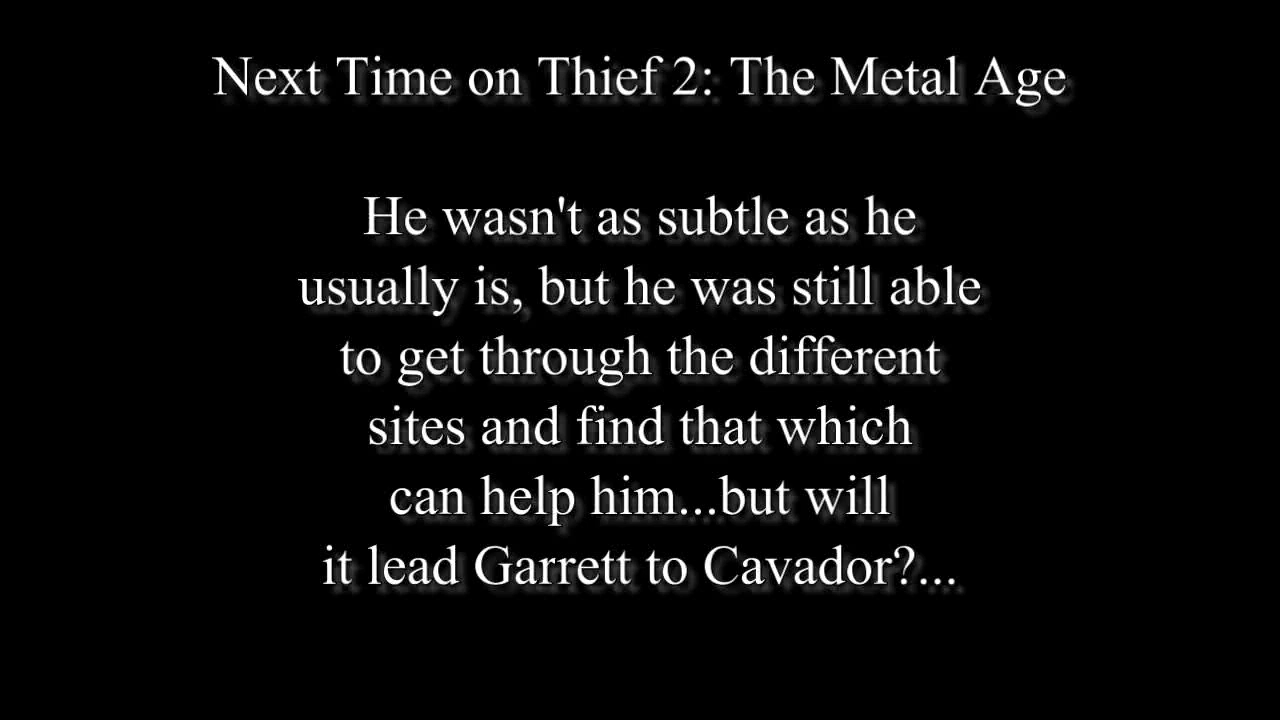 Next Time on Thief 2: The Metal Age
He wasn't as subtle as he
usually is, but he was still able
to get through the different
sites and find that which
can help him...but will
it lead Garrett to Cavador?...